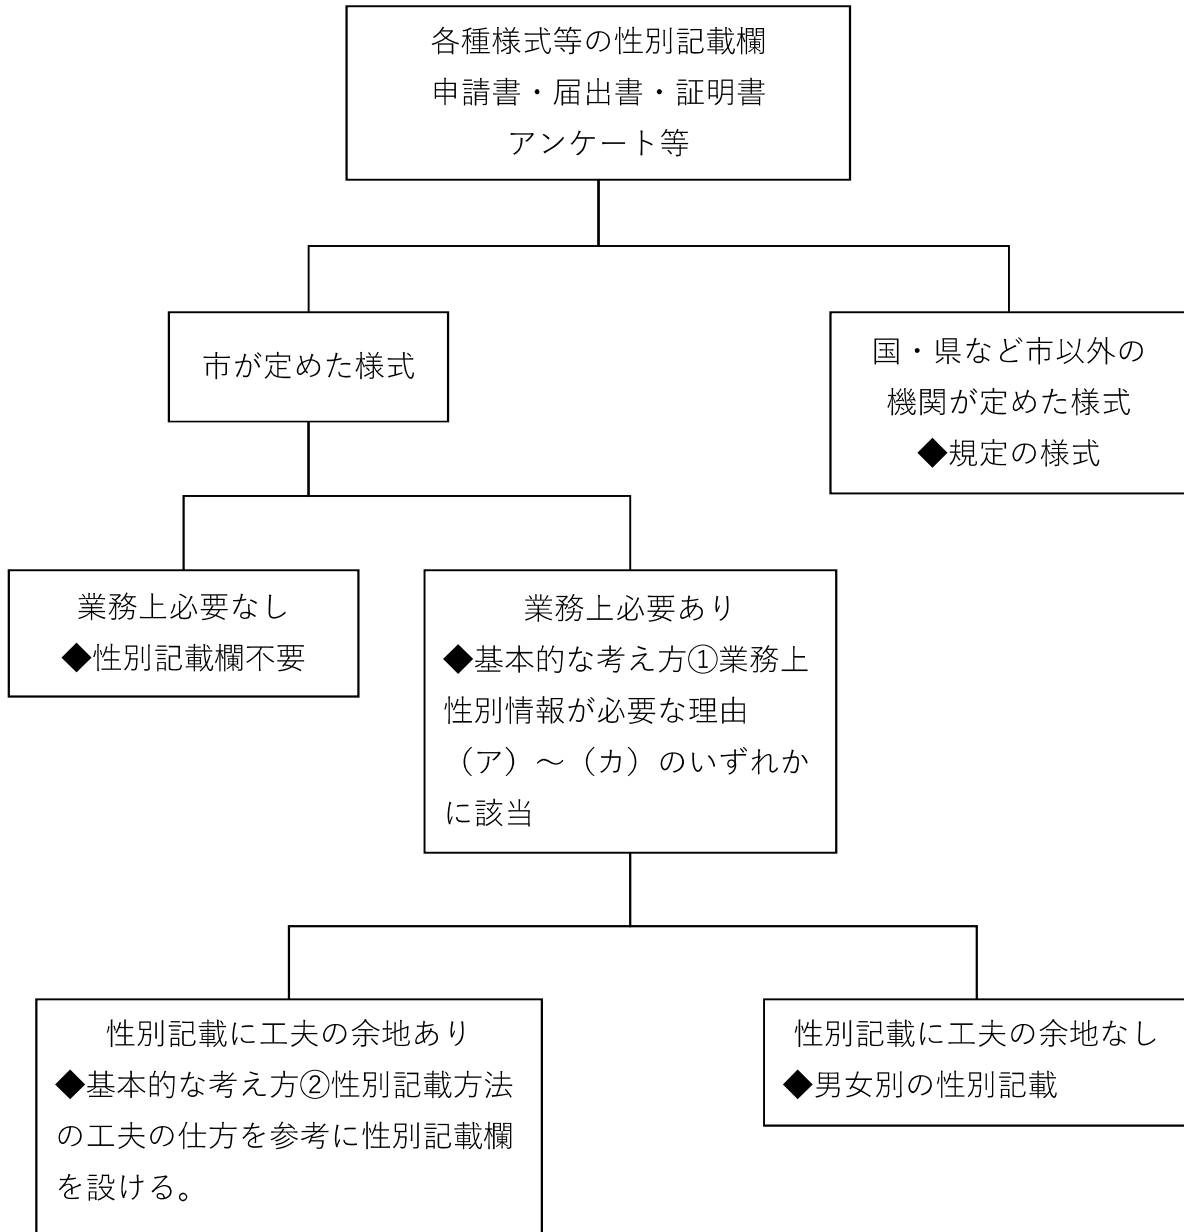 各種様式等の性別記載欄
申請書・届出書・証明書
アンケート等
市が定めた様式
国・県など市以外の
機関が定めた様式
◆規定の様式
業務上必要なし
◆性別記載欄不要
業務上必要あり
◆基本的な考え方①業務上
性別情報が必要な理由
（ア）～（カ）のいずれか
に該当
性別記載に工夫の余地あり
◆基本的な考え方②性別記載方法
の工夫の仕方を参考に性別記載欄
を設ける。
性別記載に工夫の余地なし
◆男女別の性別記載